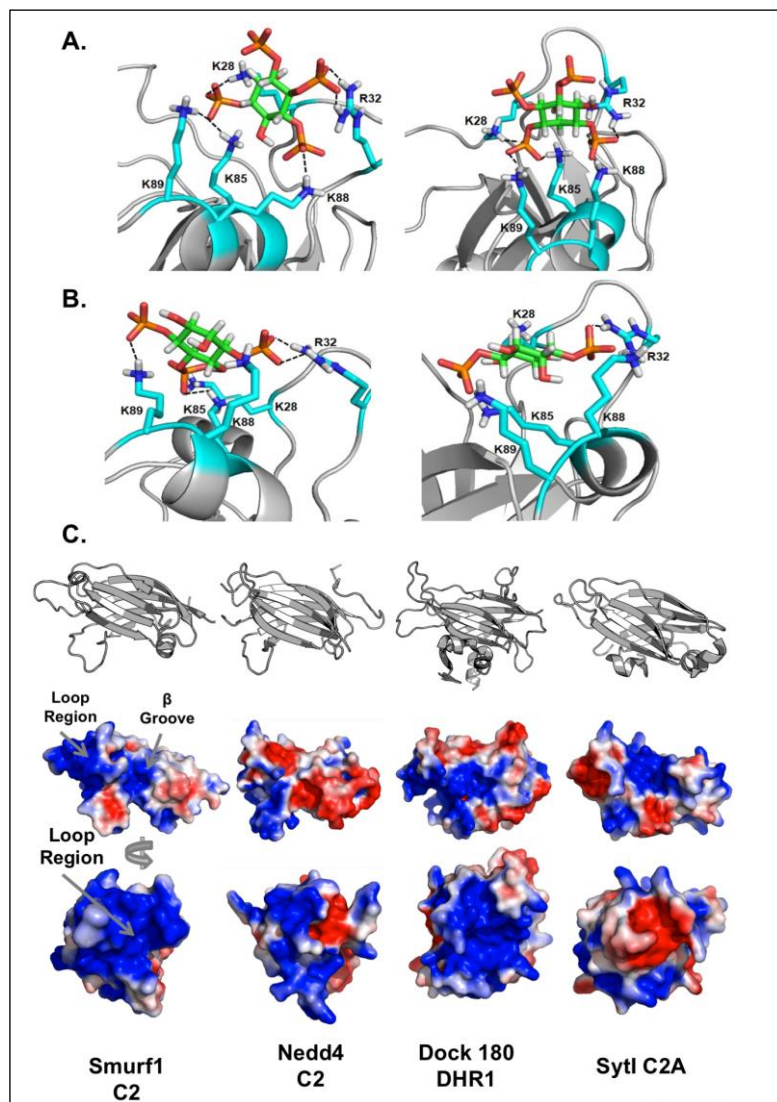 A.
K28
R32
K85
K89
K88
K28
R32
K85
K88
K89
B.
R32
K89
K85
K28
K88
K28
R32
K85
K88
K89
C.
Loop
Region
β
Groove
Loop
Region
Smurf1
C2
Nedd4
C2
Dock 180
DHR1
SytI C2A